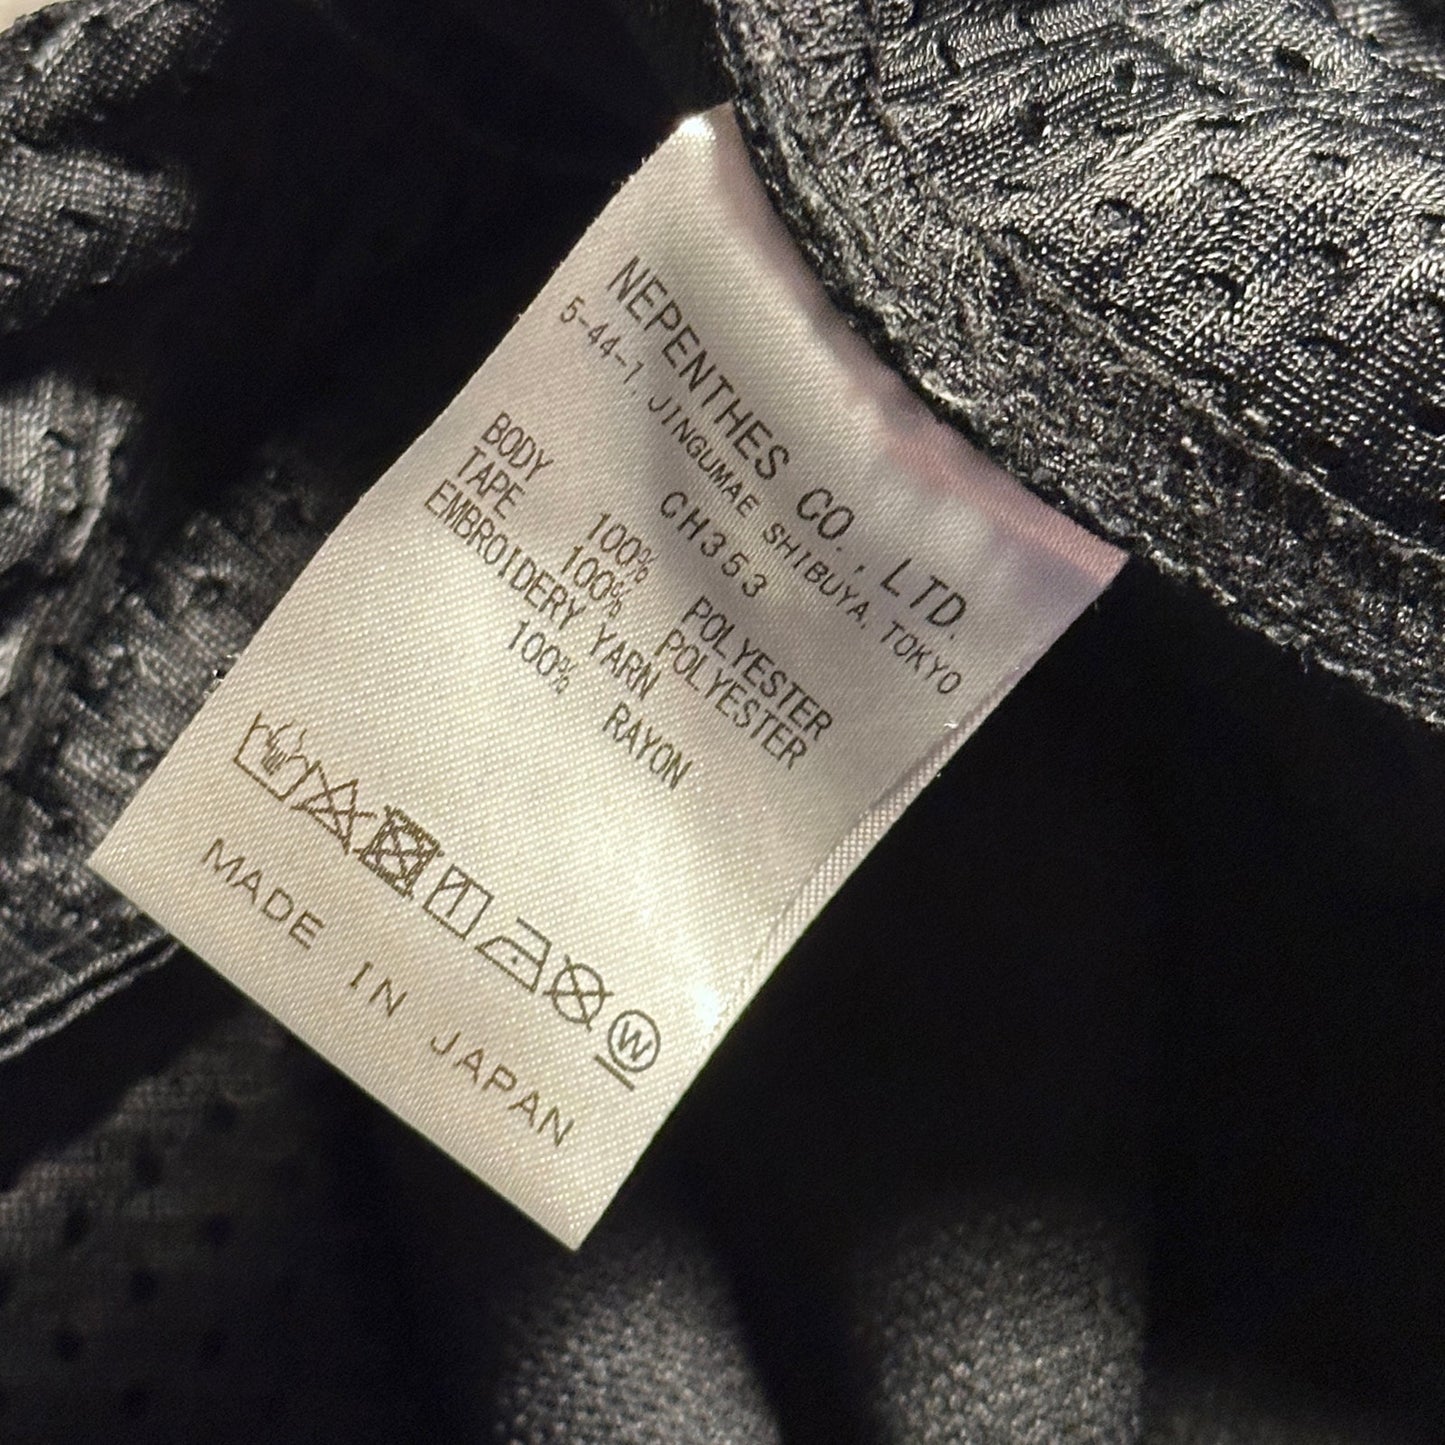 NEPENTHES CO., LTD.
5-44-1, JINGUMAE SHIBUYA, TOKYO
CH353
BODY 100% POLYESTER
TAPE 100% POLYESTER
EMBROIDERY YARN
100% RAYON
W
MADE IN JAPAN